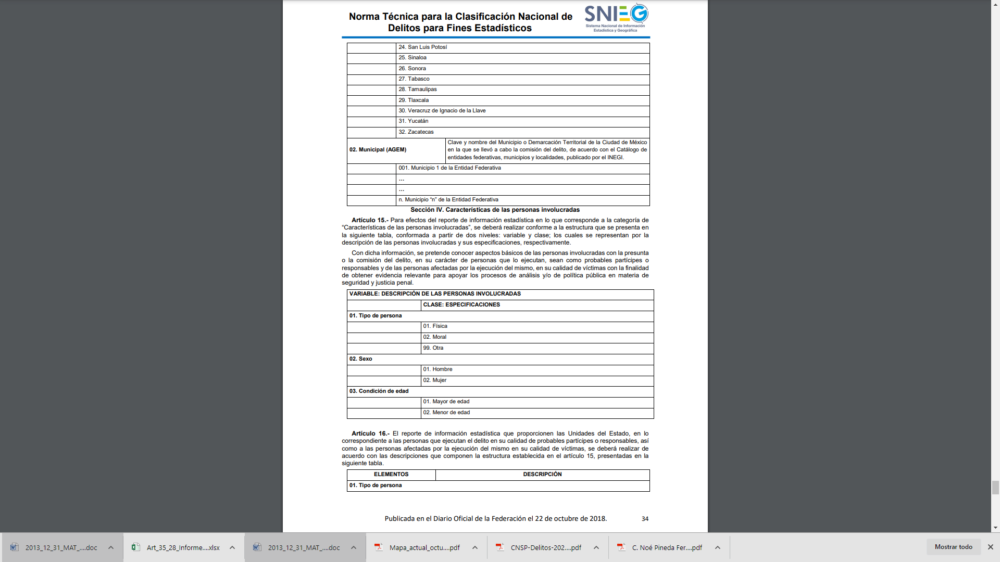 Norma Técnica para la Clasificación Nacional de
Delitos para Fines Estadísticos
SNIEG
Sistema Nacional de Información
Estadística y Geográfica
24. San Luis Potosí
25. Sinaloa
26. Sonora
27. Tabasco
28. Tamaulipas
29. Tlaxcala
30. Veracruz de Ignacio de la Llave
31. Yucatán
32. Zacatecas
02. Municipal (AGEM)
Clave y nombre del Municipio o Demarcación Territorial de la Ciudad de México
en la que se llevó a cabo la comisión del delito, de acuerdo con el Catálogo de
entidades federativas, municipios y localidades, publicado por el INEGI.
001. Municipio 1 de la Entidad Federativa
...
...
n. Municipio “n” de la Entidad Federativa
Sección IV. Características de las personas involucradas
Artículo 15.- Para efectos del reporte de información estadística en lo que corresponde a la categoría de
“Características de las personas involucradas”, se deberá realizar conforme a la estructura que se presenta en
la siguiente tabla, conformada a partir de dos niveles: variable y clase; los cuales se representan por la
descripción de las personas involucradas y sus especificaciones, respectivamente.
Con dicha información, se pretende conocer aspectos básicos de las personas involucradas con la presunta
o la comisión del delito, en su carácter de personas que lo ejecutan, sean como probables partícipes o
responsables y de las personas afectadas por la ejecución del mismo, en su calidad de víctimas con la finalidad
de obtener evidencia relevante para apoyar los procesos de análisis y/o de política pública en materia de
seguridad y justicia penal.
VARIABLE: DESCRIPCIÓN DE LAS PERSONAS INVOLUCRADAS
CLASE: ESPECIFICACIONES
01. Tipo de persona
01. Física
02. Moral
99. Otra
02. Sexo
01. Hombre
02. Mujer
03. Condición de edad
01. Mayor de edad
02. Menor de edad
Artículo 16.- El reporte de información estadística que proporcionen las Unidades del Estado, en lo
correspondiente a las personas que ejecutan el delito en su calidad de probables partícipes o responsables, así
como a las personas afectadas por la ejecución del mismo en su calidad de víctimas, se deberá realizar de
acuerdo con las descripciones que componen la estructura establecida en el artículo 15, presentadas en la
siguiente tabla.
ELEMENTOS DESCRIPCIÓN
01. Tipo de persona
Publicada en el Diario Oficial de la Federación el 22 de octubre de 2018. 34
2013_12_31_MAT_....doc Art_35_28_Informe....xlsx 2013_12_31_MAT_....doc Mapa_actual_octu....pdf CNSP-Delitos-202....pdf C. Noé Pineda Fer....pdf Mostrar todo